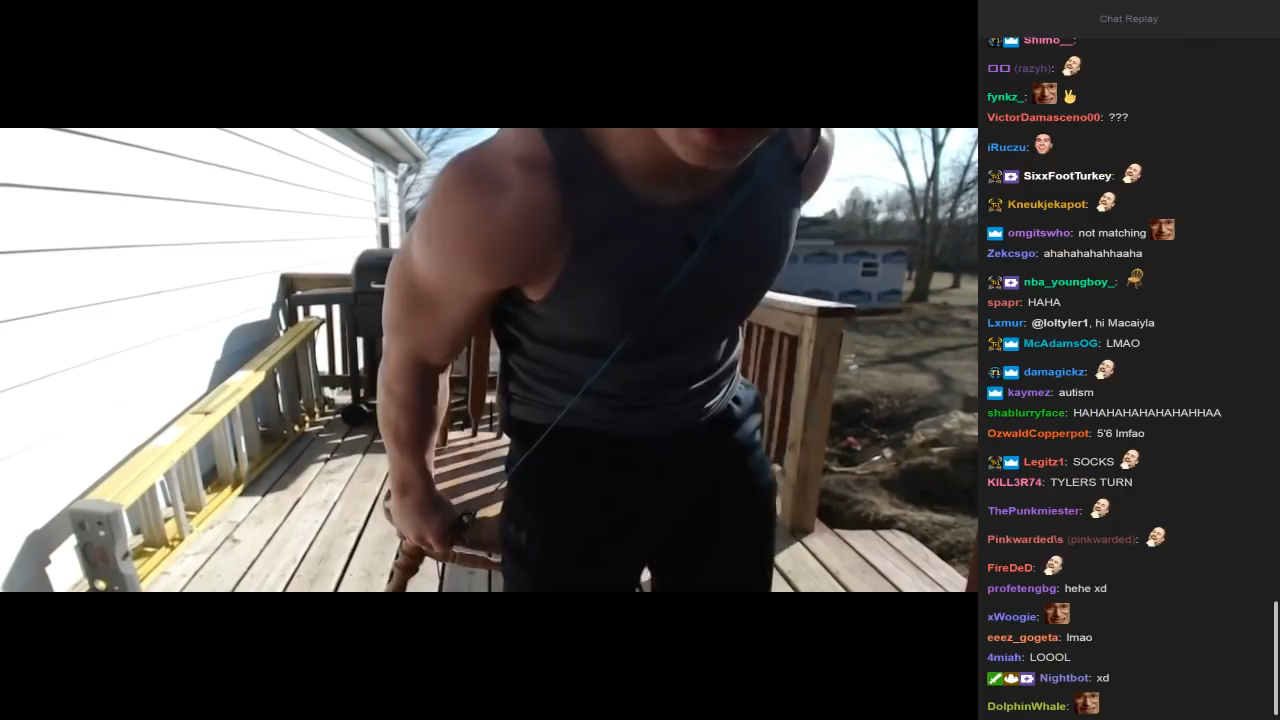 Chat Replay
Shimo__:
(razyh):
fynkz_:
VictorDamasceno00: ???
iRuczu:
SixxFootTurkey:
Kneukjekapot:
omgitswho: not matching
Zekcsgo: ahahahahahhaaha
nba_youngboy_:
spapr: HAHA
Lxmur: @loltyler1, hi Macaiyla
McAdamsOG: LMAO
damagickz:
kaymez: autism
shablurryface: HAHAHAHAHAHAHAHHAA
OzwaldCopperpot: 5'6 lmfao
Legitz1: SOCKS
KILL3R74: TYLERS TURN
ThePunkmiester:
Pinkwarded\s (pinkwarded):
FireDeD:
profetengbg: hehe xd
xWoogie:
eeez_gogeta: lmao
4miah: LOOOL
Nightbot: xd
DolphinWhale: